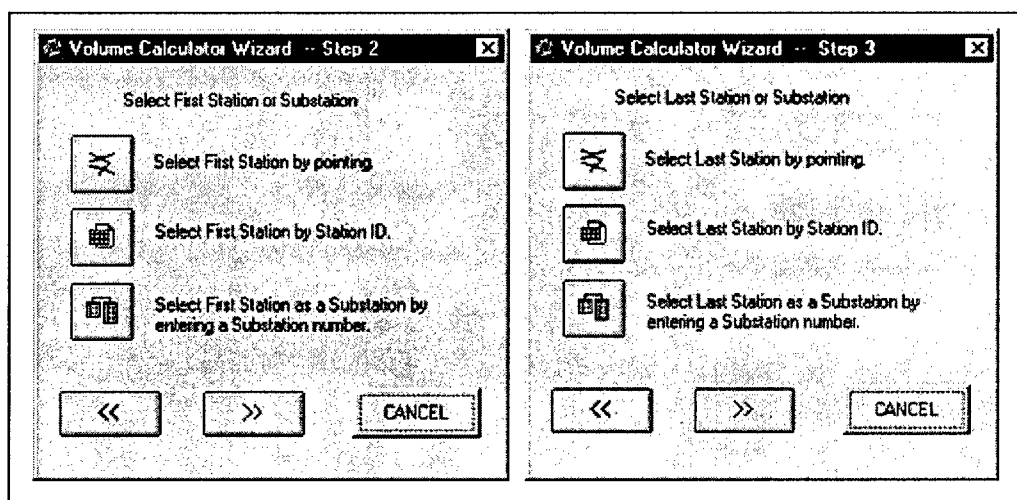 Volume Calculator Wizard -- Step 2
Select First Station or Substation
Select First Station by pointing.
Select First Station by Station ID.
Select First Station as a Substation by
entering a Substation number.
<<
>>
CANCEL
Volume Calculator Wizard -- Step 3
Select Last Station or Substation
Select Last Station by pointing.
Select Last Station by Station ID.
Select Last Station as a Substation by
entering a Substation number.
<<
>>
CANCEL